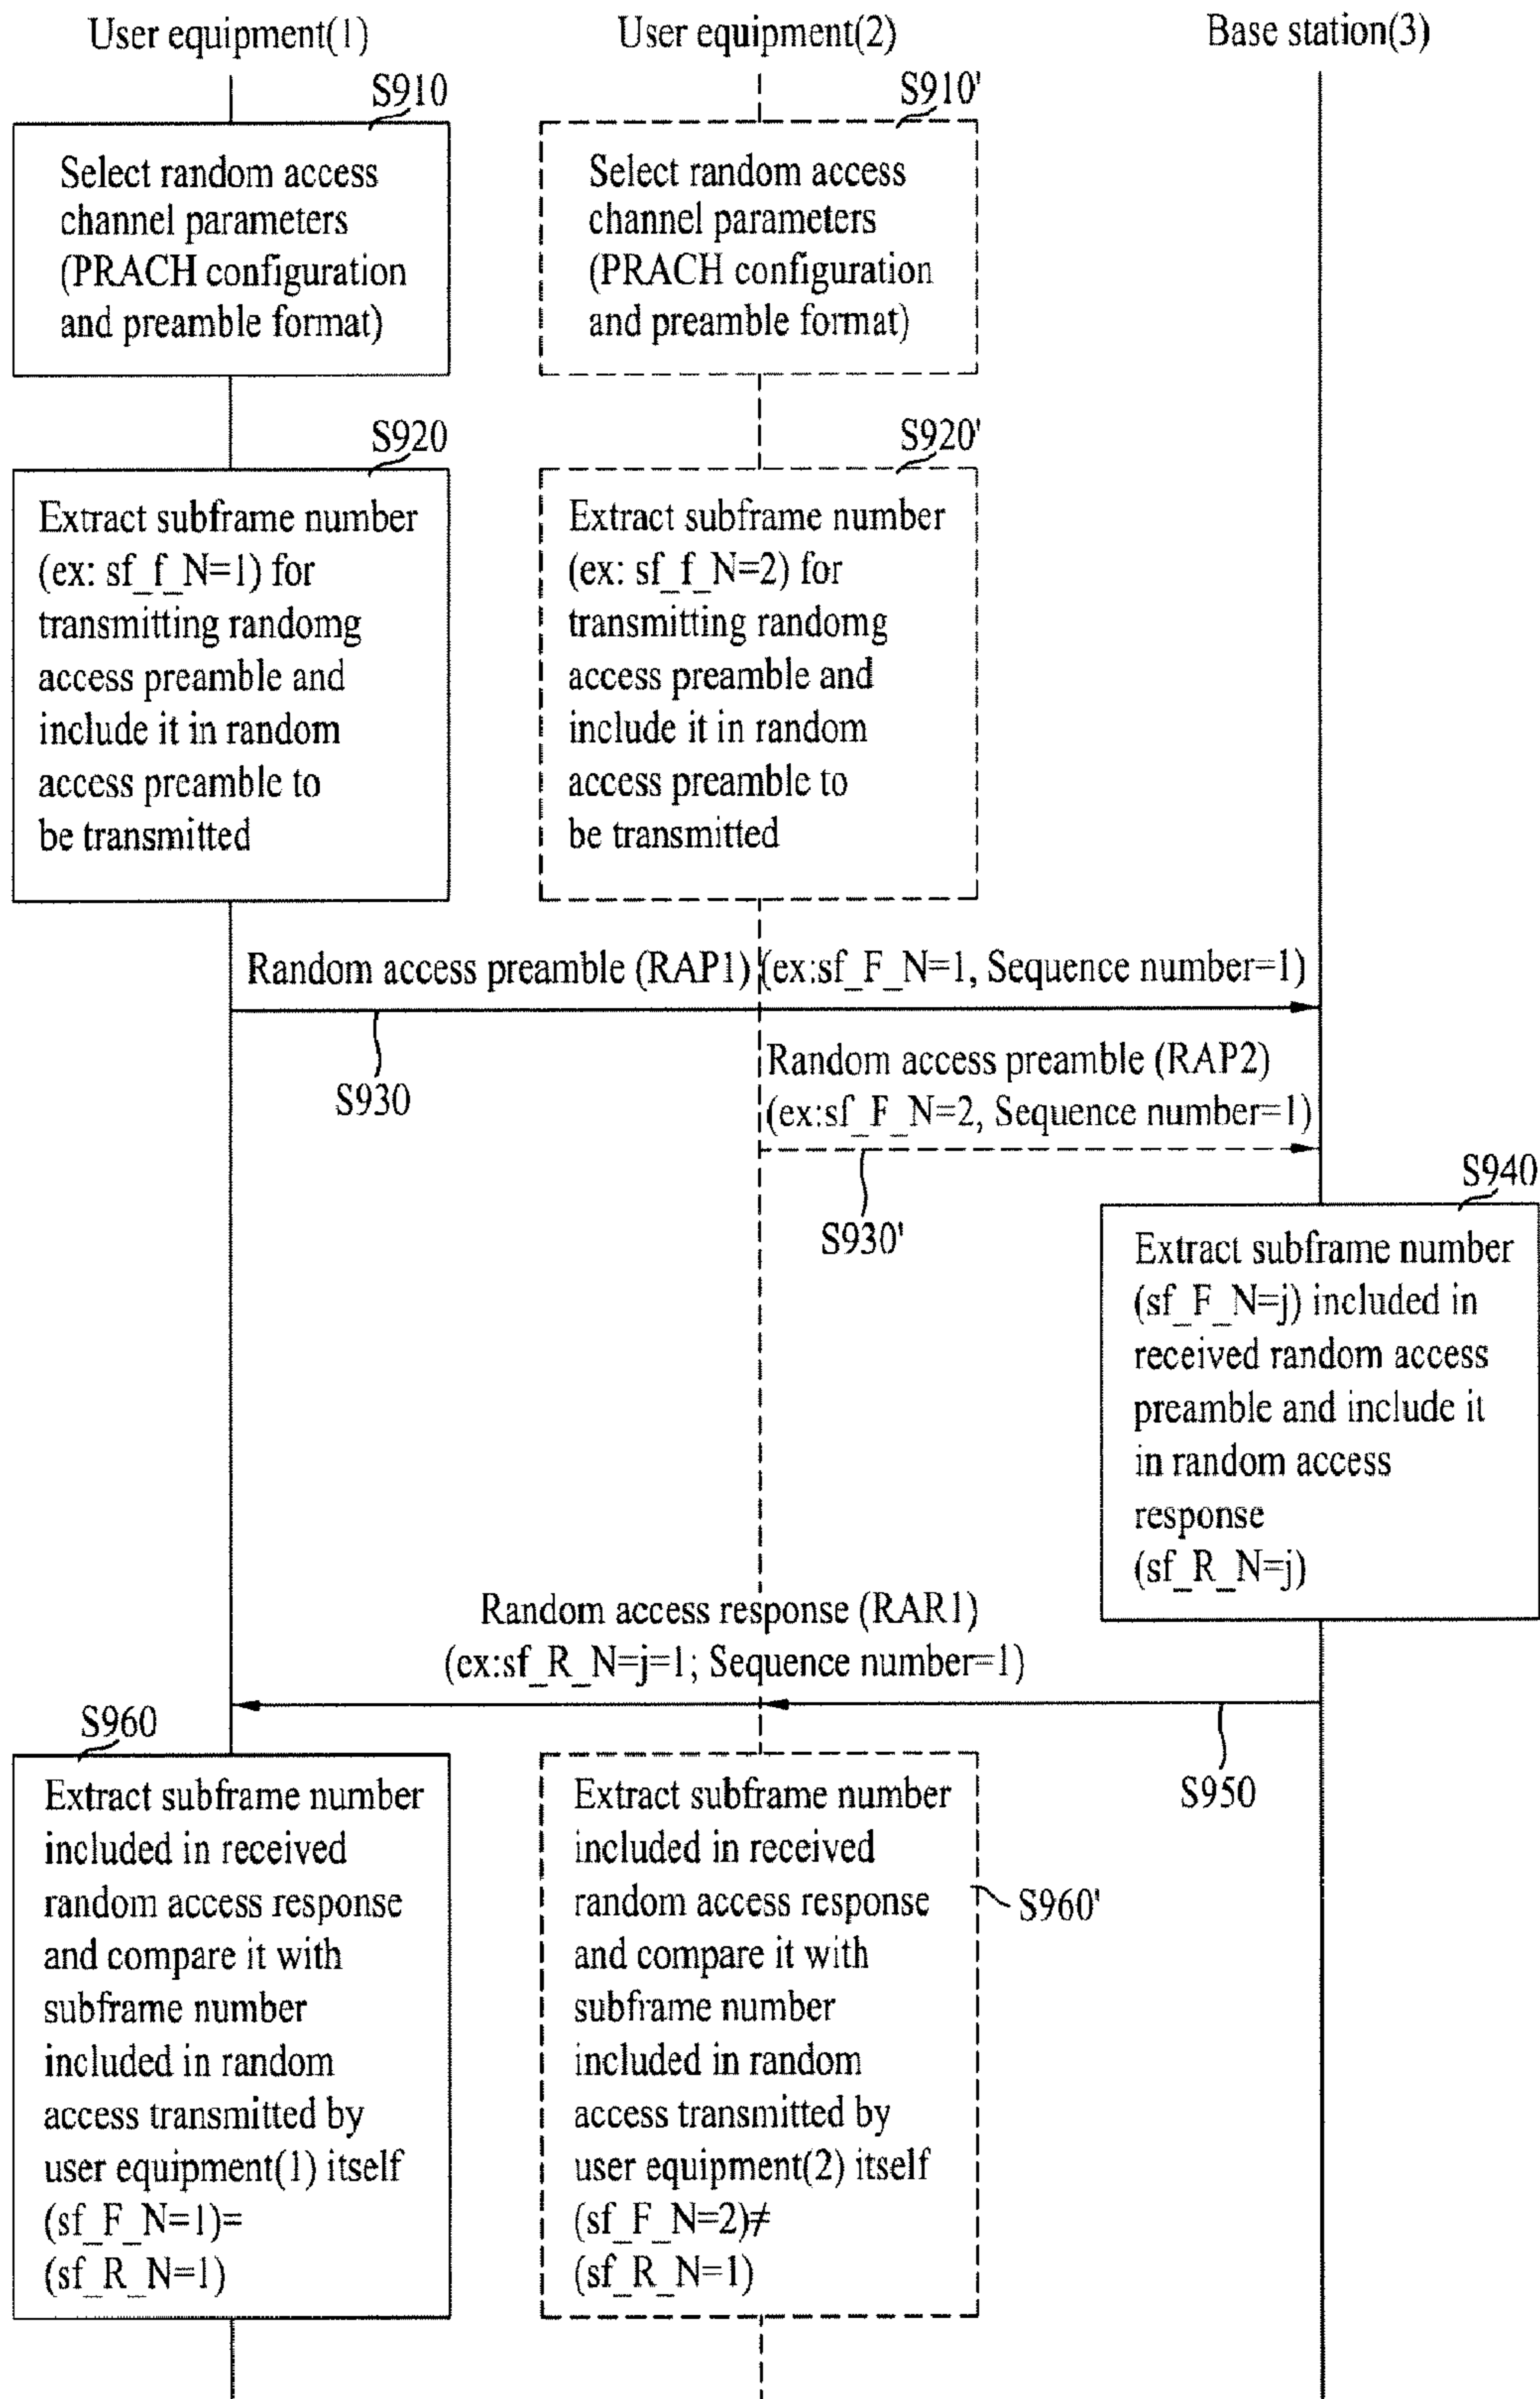 User equipment(1)
User equipment(2)
Base station(3)
S910
Select random access
channel parameters
(PRACH configuration
and preamble format)
S910'
Select random access
channel parameters
(PRACH configuration
and preamble format)
S920
Extract subframe number
(ex: sf_f_N=1) for
transmitting randomg
access preamble and
include it in random
access preamble to
be transmitted
S920'
Extract subframe number
(ex: sf_f_N=2) for
transmitting randomg
access preamble and
include it in random
access preamble to
be transmitted
Random access preamble (RAP1) (ex:sf_F_N=1, Sequence number=1)
S930
Random access preamble (RAP2)
(ex:sf_F_N=2, Sequence number=1)
S930'
S940
Extract subframe number
(sf_F_N=j) included in
received random access
preamble and include it
in random access
response
(sf_R_N=j)
Random access response (RAR1)
(ex:sf_R_N=j=1; Sequence number=1)
S950
S960
Extract subframe number
included in received
random access response
and compare it with
subframe number
included in random
access transmitted by
user equipment(1) itself
(sf_F_N=1)=
(sf_R_N=1)
Extract subframe number
included in received
random access response
and compare it with
subframe number
included in random
access transmitted by
user equipment(2) itself
(sf_F_N=2)≠
(sf_R_N=1)
S960'